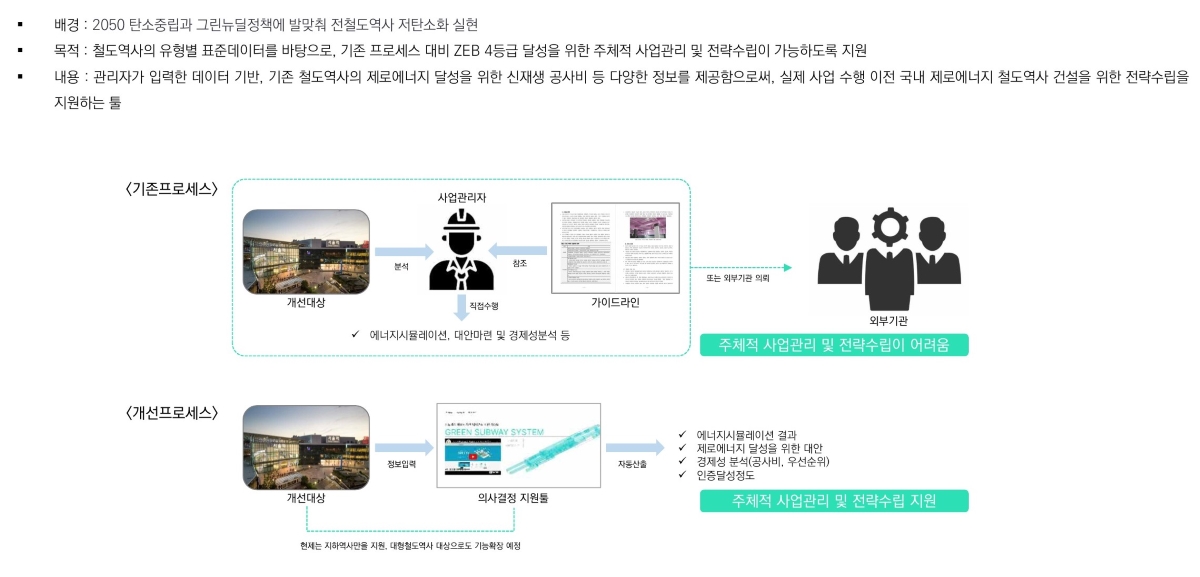 ▪ 배경 : 2050 탄소중립과 그린뉴딜정책에 발맞춰 전철도역사 저탄소화 실현
▪ 목적 : 철도역사의 유형별 표준데이터를 바탕으로, 기존 프로세스 대비 ZEB 4등급 달성을 위한 주체적 사업관리 및 전략수립이 가능하도록 지원
▪ 내용 : 관리자가 입력한 데이터 기반, 기존 철도역사의 제로에너지 달성을 위한 신재생 공사비 등 다양한 정보를 제공함으로써, 실제 사업 수행 이전 국내 제로에너지 철도역사 건설을 위한 전략수립을
지원하는 툴
〈기존프로세스〉
사업관리자
분석
참조
개선대상
직접수행
가이드라인
✓ 에너지시뮬레이션, 대안마련 및 경제성분석 등
또는 외부기관 의뢰
외부기관
주체적 사업관리 및 전략수립이 어려움
〈개선프로세스〉
GREEN SUBWAY SYSTEM
정보입력
자동산출
개선대상
의사결정 지원툴
✓ 에너지시뮬레이션 결과
✓ 제로에너지 달성을 위한 대안
✓ 경제성 분석(공사비, 우선순위)
✓ 인증달성정도
주체적 사업관리 및 전략수립 지원
현제는 지하역사만을 지원, 대형철도역사 대상으로도 기능확장 예정